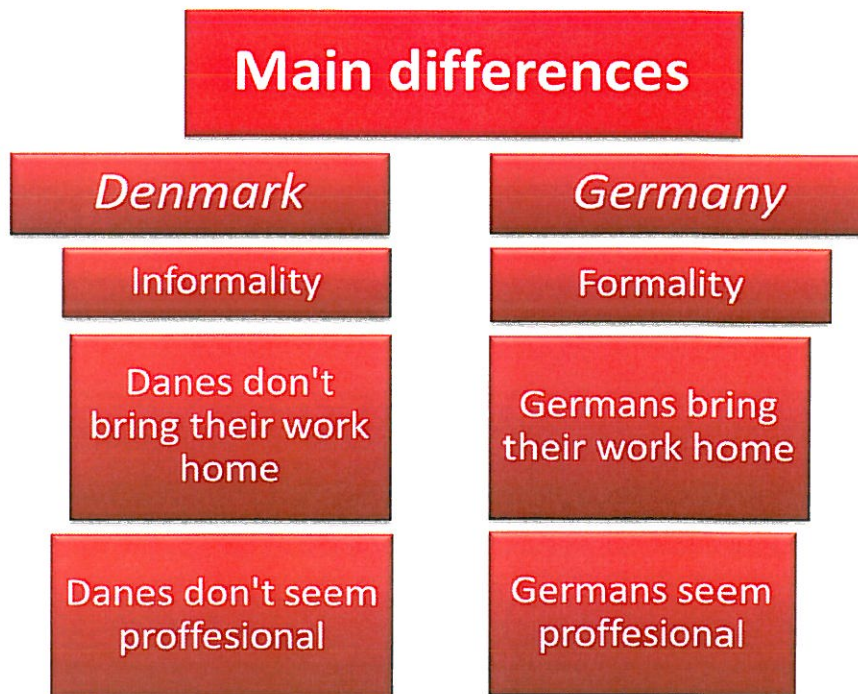 Main differences
Denmark
Informality
Danes don't
bring their work
home
Danes don't seem
proffesional
Germany
Formality
Germans bring
their work home
Germans seem
proffesional